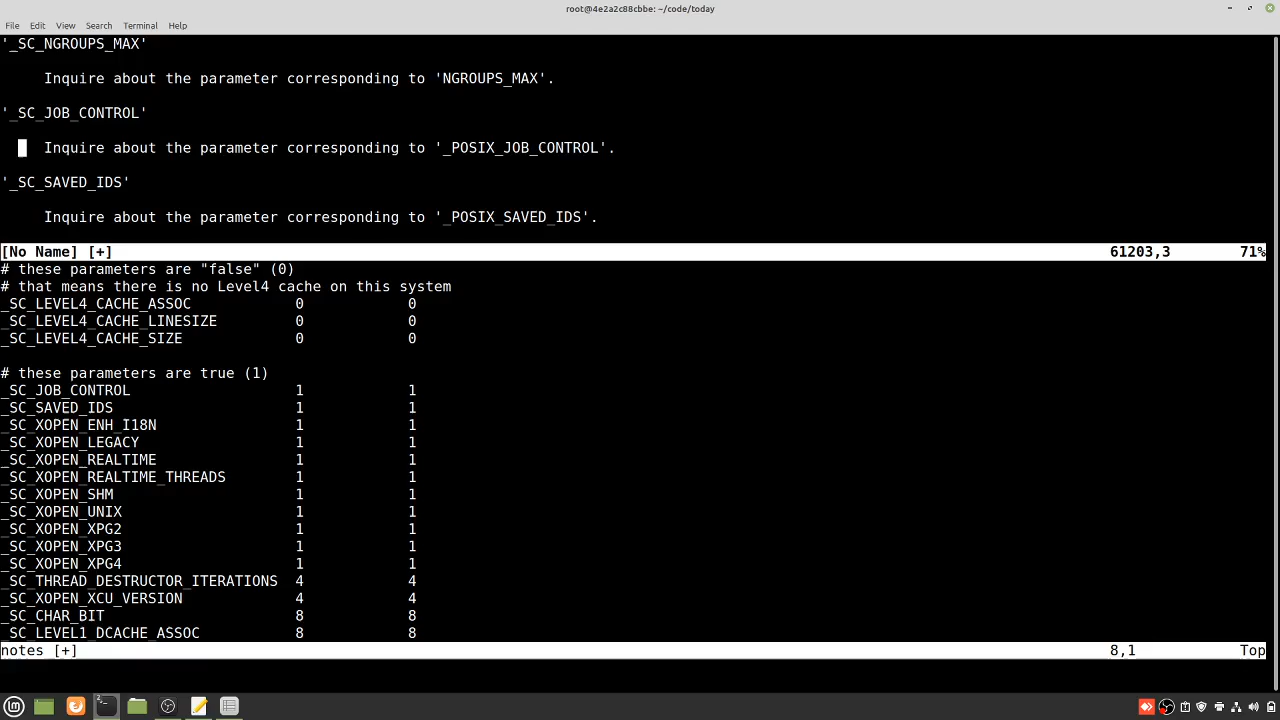 root@4e2a2c88cbbe: ~/code/today
File Edit View Search Terminal Help
'_SC_NGROUPS_MAX'
Inquire about the parameter corresponding to 'NGROUPS_MAX'.
'_SC_JOB_CONTROL'
Inquire about the parameter corresponding to '_POSIX_JOB_CONTROL'.
'_SC_SAVED_IDS'
Inquire about the parameter corresponding to '_POSIX_SAVED_IDS'.
[No Name] [+] 61203,3 71%
# these parameters are "false" (0)
# that means there is no Level4 cache on this system
_SC_LEVEL4_CACHE_ASSOC 0 0
_SC_LEVEL4_CACHE_LINESIZE 0 0
_SC_LEVEL4_CACHE_SIZE 0 0
# these parameters are true (1)
_SC_JOB_CONTROL 1 1
_SC_SAVED_IDS 1 1
_SC_XOPEN_ENH_I18N 1 1
_SC_XOPEN_LEGACY 1 1
_SC_XOPEN_REALTIME 1 1
_SC_XOPEN_REALTIME_THREADS 1 1
_SC_XOPEN_SHM 1 1
_SC_XOPEN_UNIX 1 1
_SC_XOPEN_XPG2 1 1
_SC_XOPEN_XPG3 1 1
_SC_XOPEN_XPG4 1 1
_SC_THREAD_DESTRUCTOR_ITERATIONS 4 4
_SC_XOPEN_XCU_VERSION 4 4
_SC_CHAR_BIT 8 8
_SC_LEVEL1_DCACHE_ASSOC 8 8
notes [+] 8,1 Top